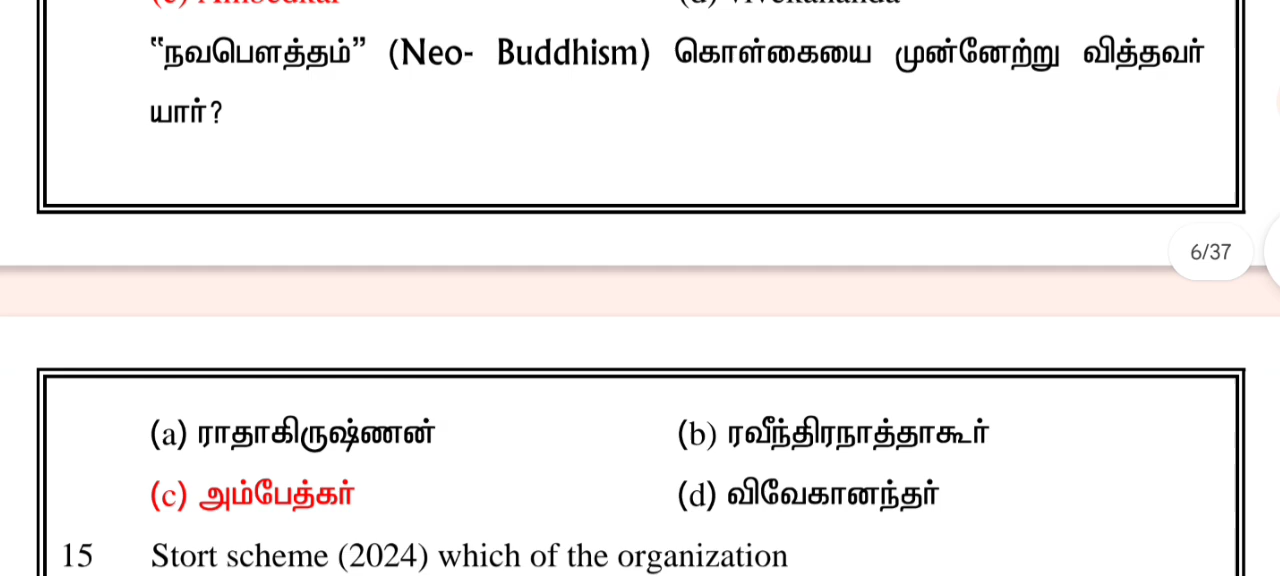 “நவபௌத்தம்” (Neo- Buddhism) கொள்கையை முன்னேற்று வித்தவர்
யார்?
6/37
(a) ராதாகிருஷ்ணன் (b) ரவீந்திரநாத்தாகூர்
(c) அம்பேத்கர் (d) விவேகானந்தர்
15 Stort scheme (2024) which of the organization